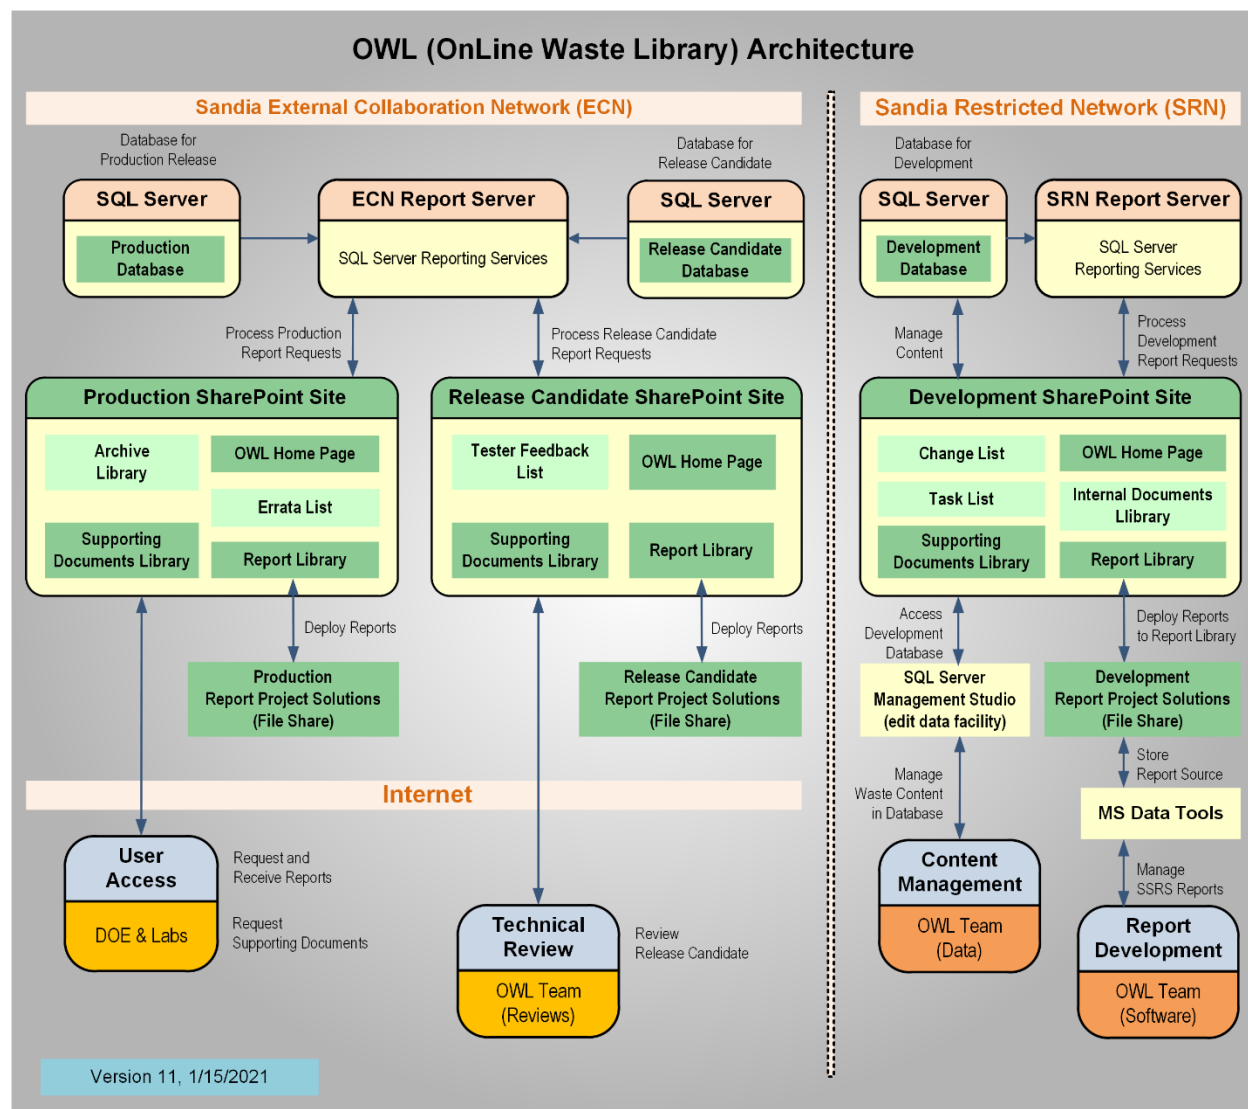 OWL (OnLine Waste Library) Architecture
Sandia External Collaboration Network (ECN)
Database for
Production Release
Database for
Release Candidate
SQL Server
Production
Database
ECN Report Server
SQL Server Reporting Services
SQL Server
Release Candidate
Database
Process Production
Report Requests
Process Release Candidate
Report Requests
Production SharePoint Site
Archive
Library
OWL Home Page
Errata List
Supporting
Documents Library
Report Library
Release Candidate SharePoint Site
Tester Feedback
List
OWL Home Page
Supporting
Documents Library
Report Library
Deploy Reports
Production
Report Project Solutions
(File Share)
Deploy Reports
Release Candidate
Report Project Solutions
(File Share)
Internet
User
Access
DOE & Labs
Request and
Receive Reports
Request
Supporting Documents
Technical
Review
OWL Team
(Reviews)
Review
Release Candidate
Version 11, 1/15/2021
Sandia Restricted Network (SRN)
Database for
Development
SQL Server
Development
Database
SRN Report Server
SQL Server
Reporting Services
Manage
Content
Process
Development
Report Requests
Development SharePoint Site
Change List
OWL Home Page
Task List
Internal Documents
Llibrary
Supporting
Documents Library
Report Library
Access
Development
Database
Deploy Reports
to Report Library
SQL Server
Management Studio
(edit data facility)
Development
Report Project Solutions
(File Share)
Manage
Waste Content
in Database
Store
Report Source
MS Data Tools
Content
Management
OWL Team
(Data)
Manage
SSRS Reports
Report
Development
OWL Team
(Software)